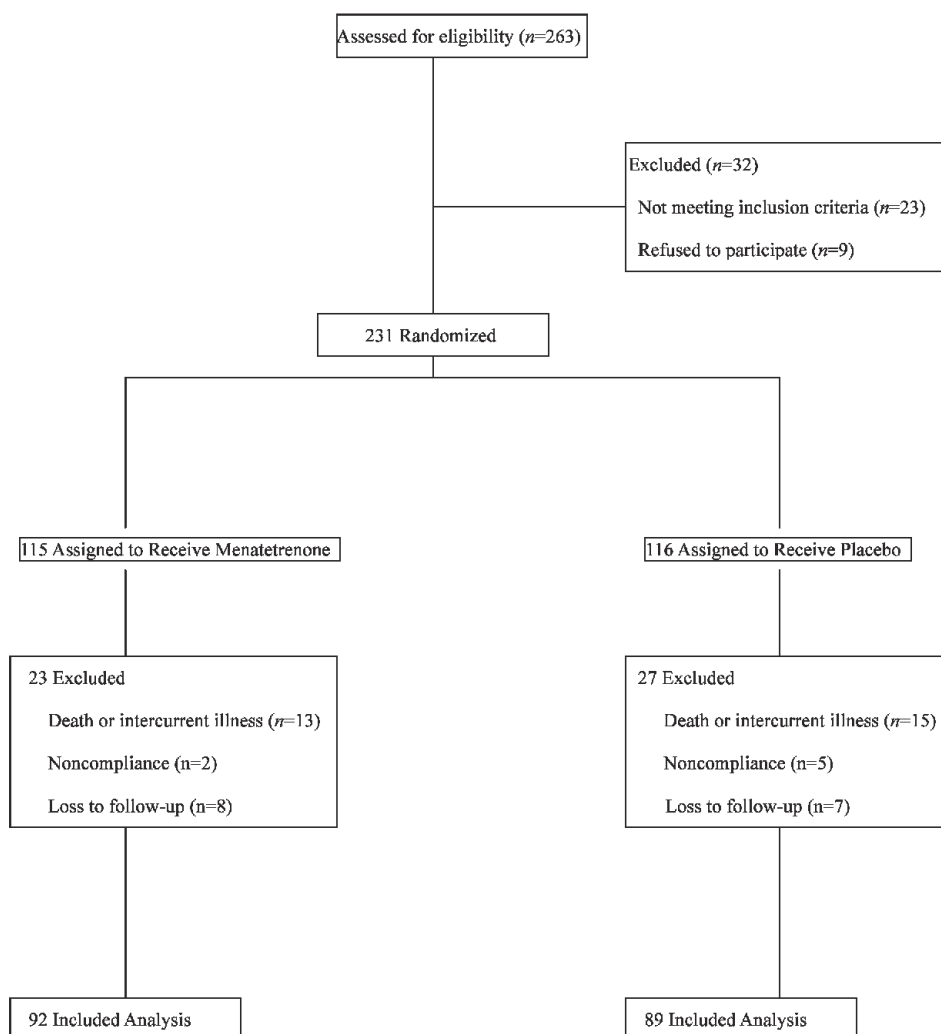 Assessed for eligibility (n=263)
Excluded (n=32)
Not meeting inclusion criteria (n=23)
Refused to participate (n=9)
231 Randomized
115 Assigned to Receive Menatetrenone
116 Assigned to Receive Placebo
23 Excluded
Death or intercurrent illness (n=13)
Noncompliance (n=2)
Loss to follow-up (n=8)
27 Excluded
Death or intercurrent illness (n=15)
Noncompliance (n=5)
Loss to follow-up (n=7)
92 Included Analysis
89 Included Analysis